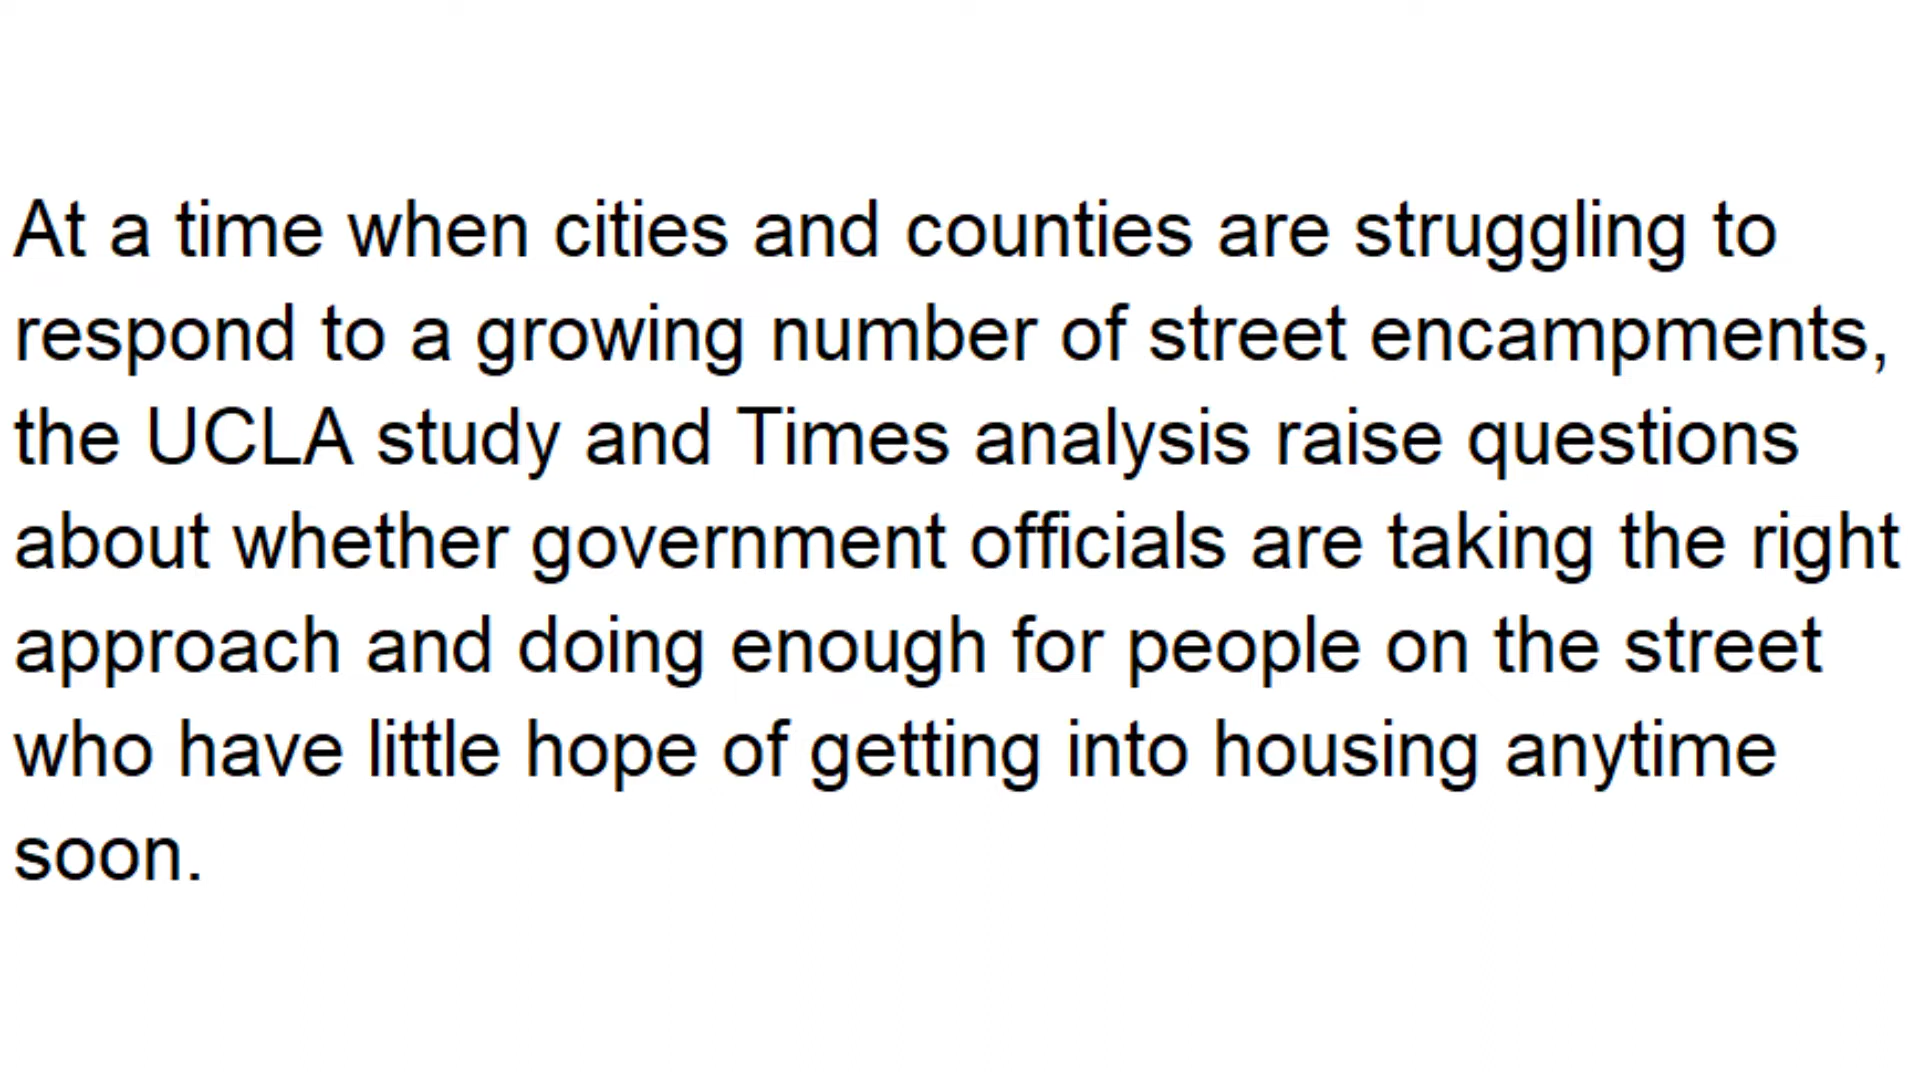 At a time when cities and counties are struggling to
respond to a growing number of street encampments,
the UCLA study and Times analysis raise questions
about whether government officials are taking the right
approach and doing enough for people on the street
who have little hope of getting into housing anytime
soon.